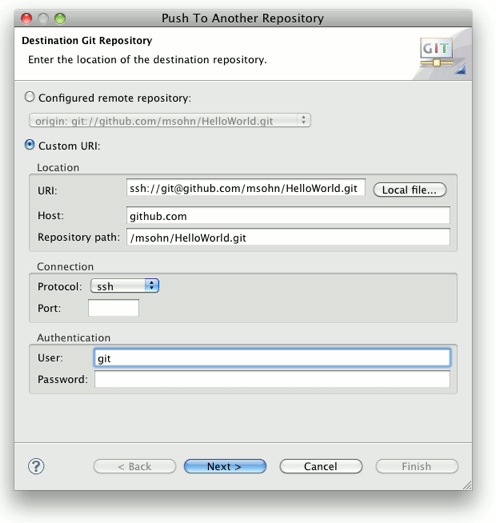 Push To Another Repository
Destination Git Repository
Enter the location of the destination repository.
GIT
Configured remote repository:
origin: git://github.com/msohn/HelloWorld.git
Custom URI:
Location
URI: ssh://git@github.com/msohn/HelloWorld.git Local file...
Host: github.com
Repository path: /msohn/HelloWorld.git
Connection
Protocol: ssh
Port:
Authentication
User: git
Password:
? < Back Next > Cancel Finish